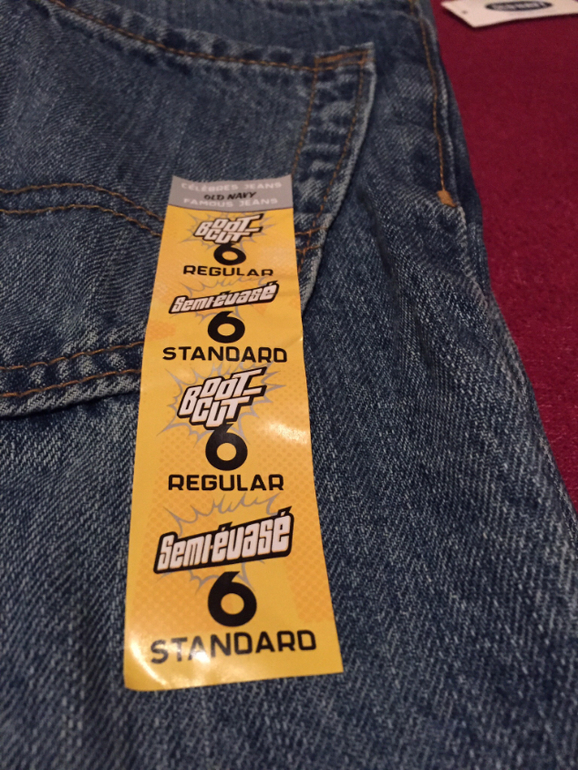 CÉLÈBRES JEANS
OLD NAVY
FAMOUS JEANS
BOOT
CUT
6
REGULAR
Semi-évasé
6
STANDARD
BOOT
CUT
6
REGULAR
Semi-évasé
6
STANDARD